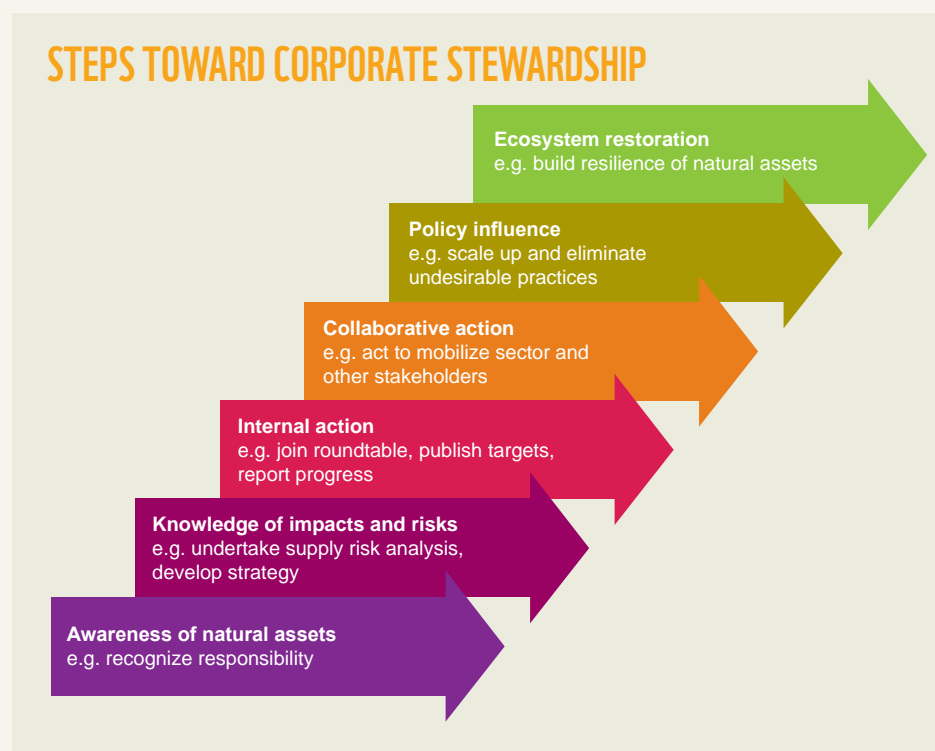 STEPS TOWARD CORPORATE STEWARDSHIP
Ecosystem restoration
e.g. build resilience of natural assets
Policy influence
e.g. scale up and eliminate
undesirable practices
Collaborative action
e.g. act to mobilize sector and
other stakeholders
Internal action
e.g. join roundtable, publish targets,
report progress
Knowledge of impacts and risks
e.g. undertake supply risk analysis,
develop strategy
Awareness of natural assets
e.g. recognize responsibility